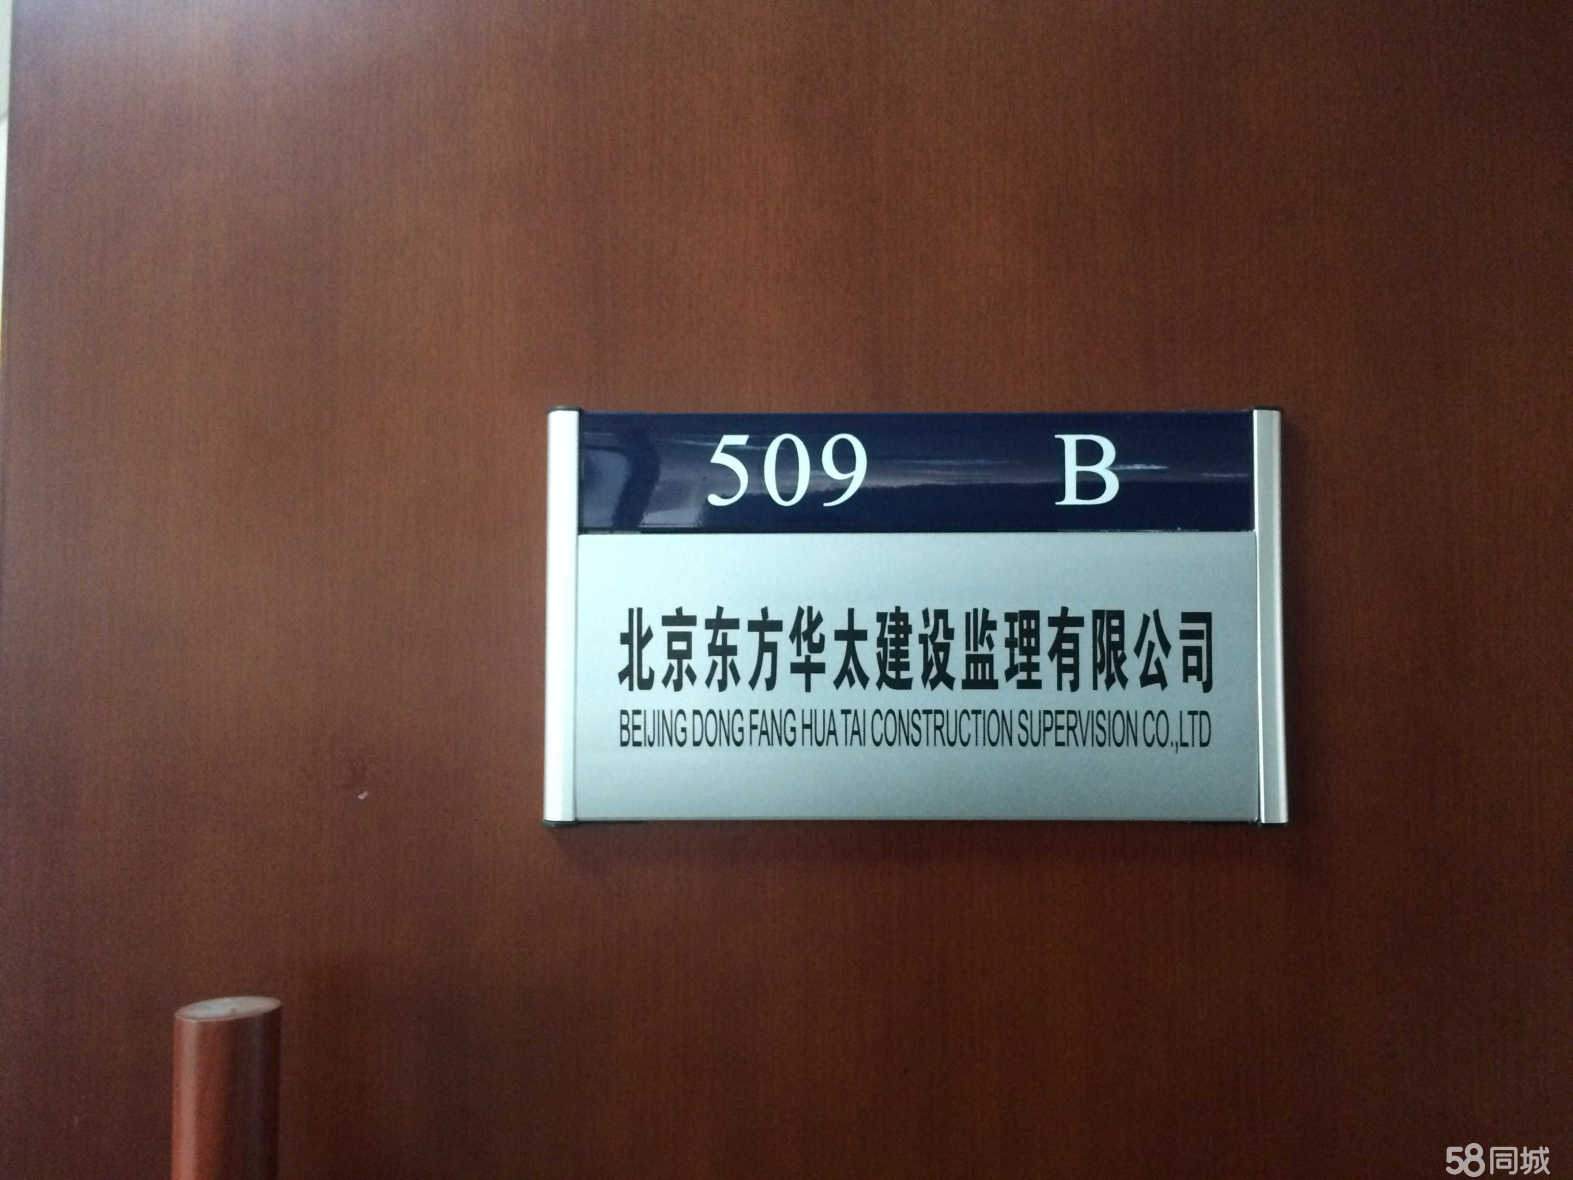 509 B
北京东方华太建设监理有限公司
BEIJING DONG FANG HUA TAI CONSTRUCTION SUPERVISION CO.,LTD
58同城